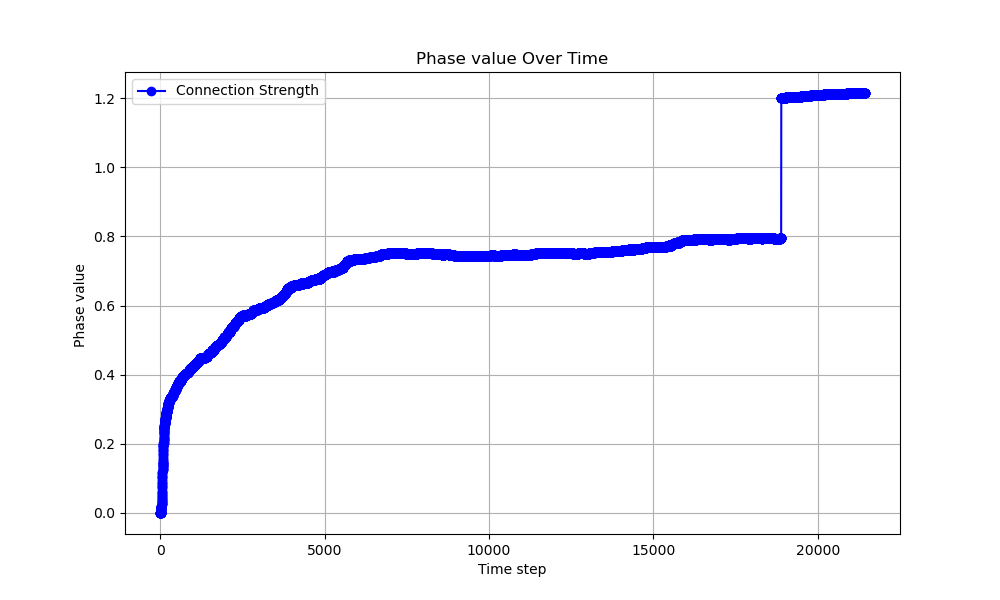 Phase value Over Time
Connection Strength
1.2
1.0
0.8
0.6
0.4
0.2
0.0
Phase value
0 5000 10000 15000 20000
Time step